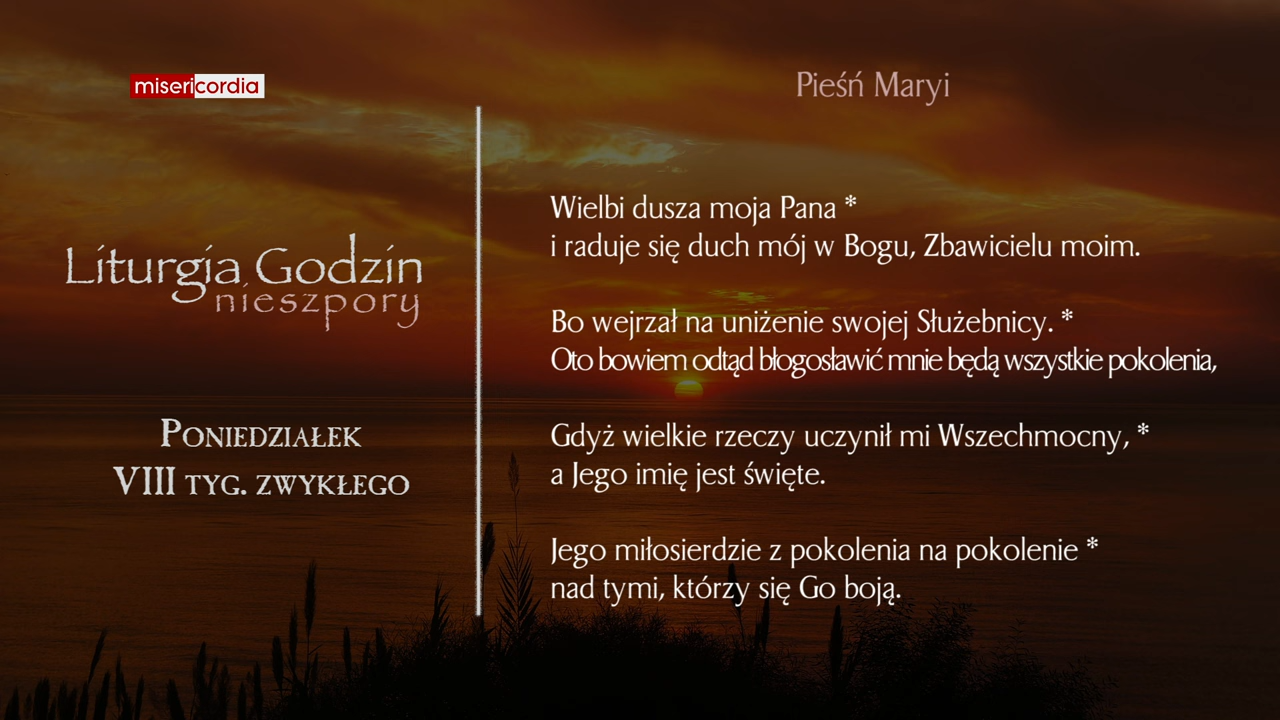 misericordia
Liturgia Godzin
nieszpory
Poniedziałek
VIII tyg. zwykłego
Pieśń Maryi
Wielbi dusza moja Pana *
i raduje się duch mój w Bogu, Zbawicielu moim.
Bo wejrzał na uniżenie swojej Służebnicy. *
Oto bowiem odtąd błogosławić mnie będą wszystkie pokolenia,
Gdyż wielkie rzeczy uczynił mi Wszechmocny, *
a Jego imię jest święte.
Jego miłosierdzie z pokolenia na pokolenie *
nad tymi, którzy się Go boją.